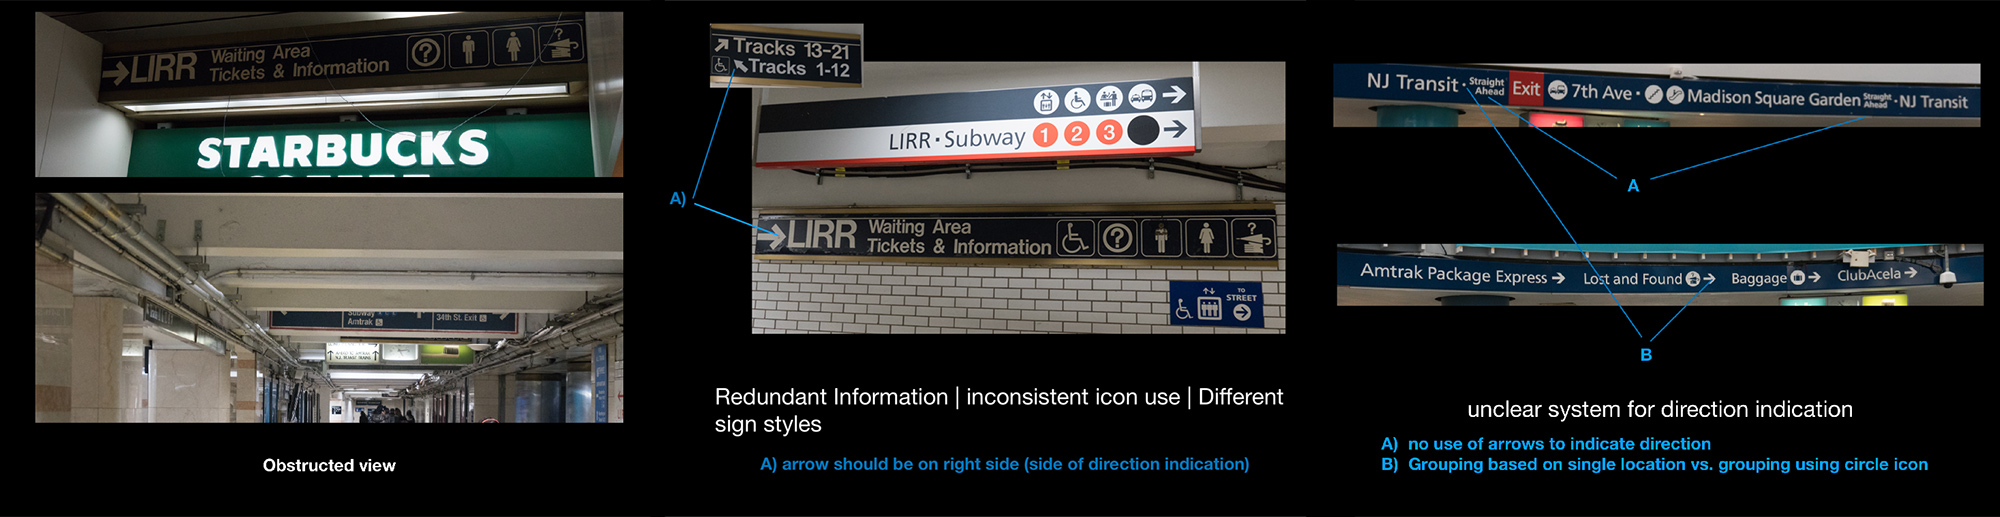 LIRR Waiting Area
Tickets & Information
STARBUCKS
Subway
Amtrak
34th St. Exit
Obstructed view
Tracks 13-21
Tracks 1-12
LIRR • Subway 1 2 3
A)
LIRR Waiting Area
Tickets & Information
TO
STREET
Redundant Information | inconsistent icon use | Different
sign styles
A) arrow should be on right side (side of direction indication)
NJ Transit • Straight Ahead Exit 7th Ave • Madison Square Garden Straight Ahead • NJ Transit
A
Amtrak Package Express → Lost and Found → Baggage → ClubAcela →
B
unclear system for direction indication
A) no use of arrows to indicate direction
B) Grouping based on single location vs. grouping using circle icon